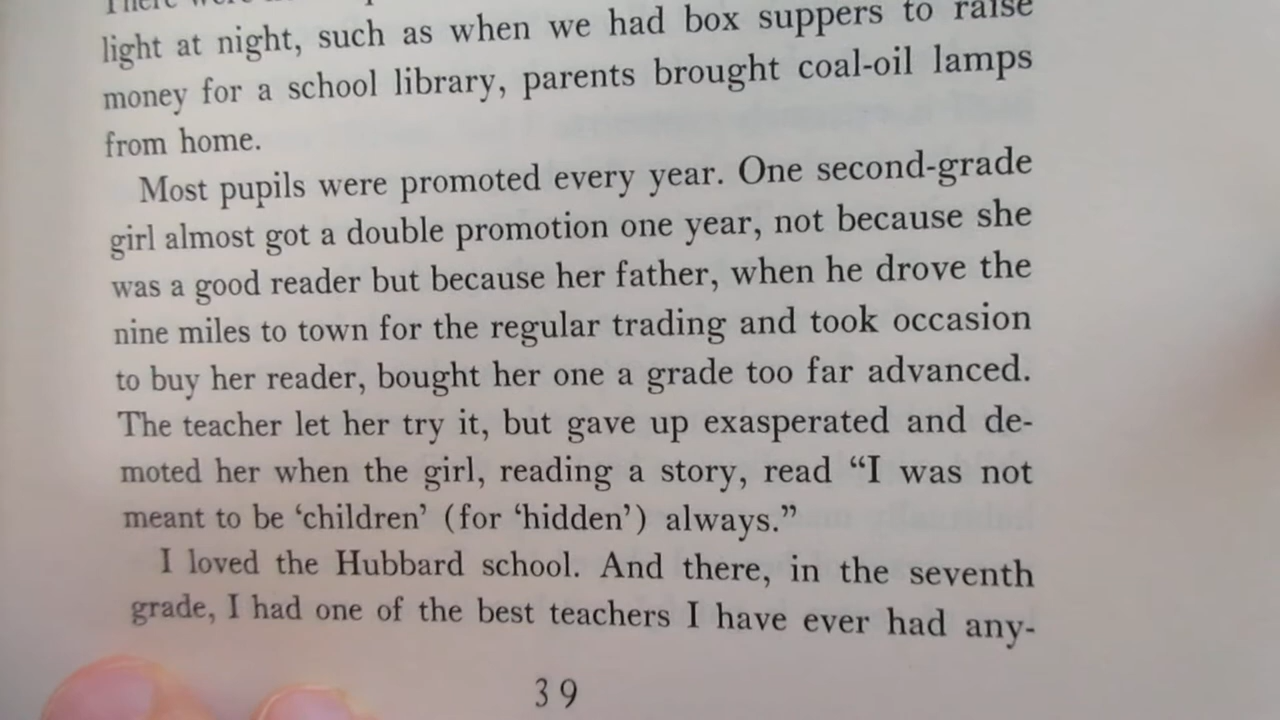 light at night, such as when we had box suppers to raise
money for a school library, parents brought coal-oil lamps
from home.
Most pupils were promoted every year. One second-grade
girl almost got a double promotion one year, not because she
was a good reader but because her father, when he drove the
nine miles to town for the regular trading and took occasion
to buy her reader, bought her one a grade too far advanced.
The teacher let her try it, but gave up exasperated and de-
moted her when the girl, reading a story, read “I was not
meant to be ‘children’ (for ‘hidden’) always.”
I loved the Hubbard school. And there, in the seventh
grade, I had one of the best teachers I have ever had any-
39